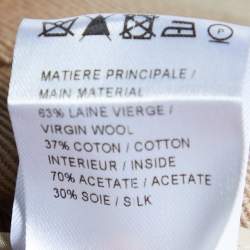 P
MATIERE PRINCIPALE /
MAIN MATERIAL
63% LAINE VIERGE /
VIRGIN WOOL
37% COTON / COTTON
INTERIEUR / INSIDE
70% ACETATE / ACETATE
30% SOIE / SILK